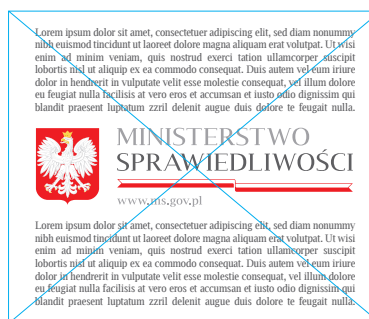 Lorem ipsum dolor sit amet, consectetuer adipiscing elit, sed diam nonummy
nibh euismod tincidunt ut laoreet dolore magna aliquam erat volutpat. Ut wisi
enim ad minim veniam, quis nostrud exerci tation ullamcorper suscipit
lobortis nisl ut aliquip ex ea commodo consequat. Duis autem vel eum iriure
dolor in hendrerit in vulputate velit esse molestie consequat, vel illum dolore
eu feugiat nulla facilisis at vero eros et accumsan et iusto odio dignissim qui
blandit praesent luptatum zzril delenit augue duis dolore te feugait nulla.
MINISTERSTWO
SPRAWIEDLIWOŚCI
www.ms.gov.pl
Lorem ipsum dolor sit amet, consectetuer adipiscing elit, sed diam nonummy
nibh euismod tincidunt ut laoreet dolore magna aliquam erat volutpat. Ut wisi
enim ad minim veniam, quis nostrud exerci tation ullamcorper suscipit
lobortis nisl ut aliquip ex ea commodo consequat. Duis autem vel eum iriure
dolor in hendrerit in vulputate velit esse molestie consequat, vel illum dolore
eu feugiat nulla facilisis at vero eros et accumsan et iusto odio dignissim qui
blandit praesent luptatum zzril delenit augue duis dolore te feugait nulla.